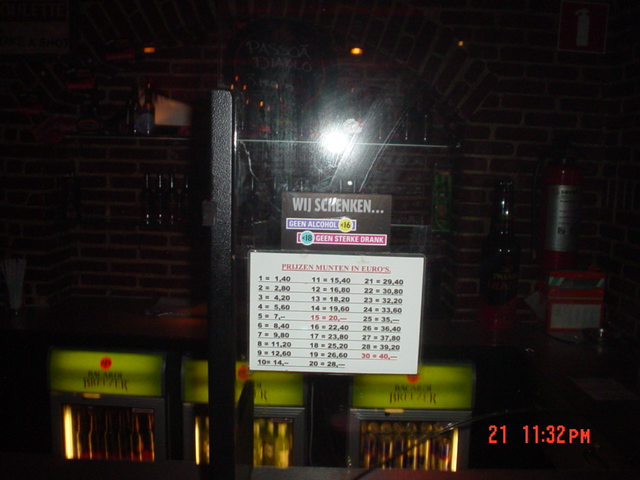 PASSOA
DIABLO
WIJ SCHENKEN...
GEEN ALCOHOL <16
<18 GEEN STERKE DRANK
PRIJZEN MUNTEN IN EURO'S.
1 = 1,40 11 = 15,40 21 = 29,40
2 = 2,80 12 = 16,80 22 = 30,80
3 = 4,20 13 = 18,20 23 = 32,20
4 = 5,60 14 = 19,60 24 = 33,60
5 = 7,— 15 = 20,— 25 = 35,—
6 = 8,40 16 = 22,40 26 = 36,40
7 = 9,80 17 = 23,80 27 = 37,80
8 = 11,20 18 = 25,20 28 = 39,20
9 = 12,60 19 = 26,60 30 = 40,—
10= 14,— 20 = 28,—
BACARDI
BREEZER
BREEZER
BACARDI
BREEZER
21 11:32PM